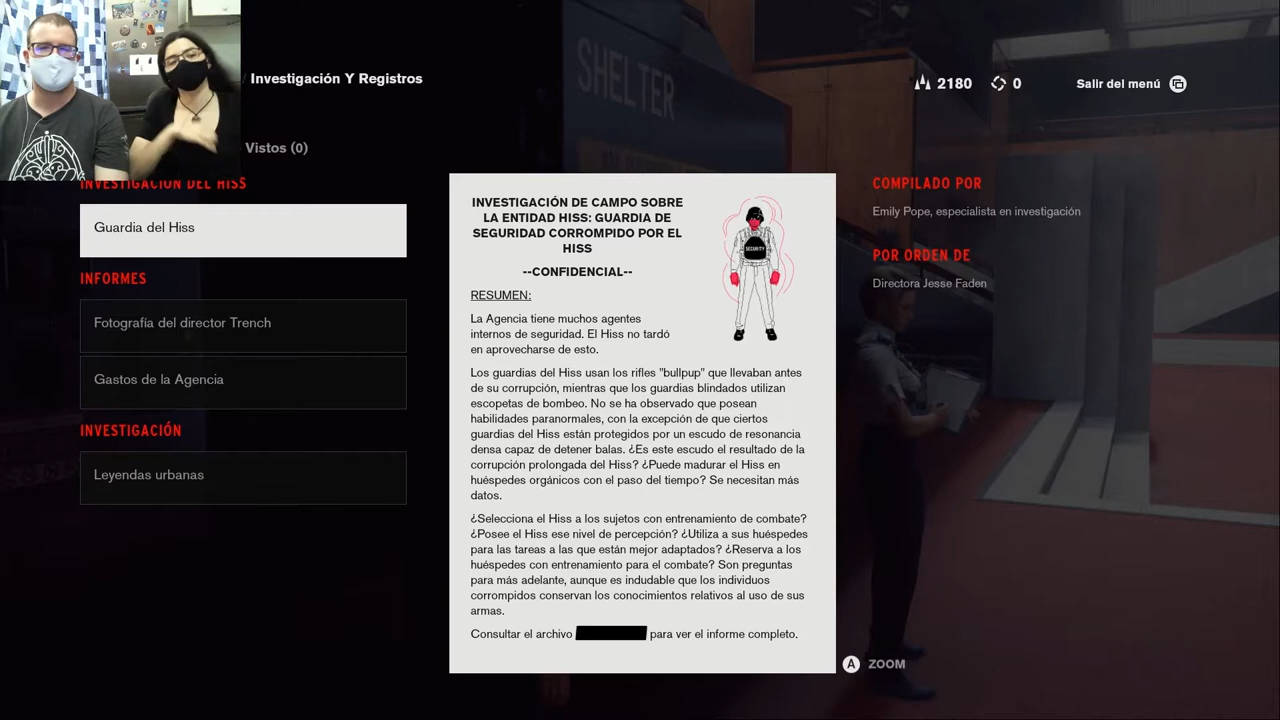 SHELTER
/ Investigación Y Registros
2180
0
Salir del menú
Vistos (0)
INVESTIGACIÓN DEL HISS
Guardia del Hiss
INFORMES
Fotografía del director Trench
Gastos de la Agencia
INVESTIGACIÓN
Leyendas urbanas
INVESTIGACIÓN DE CAMPO SOBRE
LA ENTIDAD HISS: GUARDIA DE
SEGURIDAD CORROMPIDO POR EL
HISS
--CONFIDENCIAL--
SECURITY
RESUMEN:
La Agencia tiene muchos agentes
internos de seguridad. El Hiss no tardó
en aprovecharse de esto.
Los guardias del Hiss usan los rifles "bullpup" que llevaban antes
de su corrupción, mientras que los guardias blindados utilizan
escopetas de bombeo. No se ha observado que posean
habilidades paranormales, con la excepción de que ciertos
guardias del Hiss están protegidos por un escudo de resonancia
densa capaz de detener balas. ¿Es este escudo el resultado de la
corrupción prolongada del Hiss? ¿Puede madurar el Hiss en
huéspedes orgánicos con el paso del tiempo? Se necesitan más
datos.
¿Selecciona el Hiss a los sujetos con entrenamiento de combate?
¿Posee el Hiss ese nivel de percepción? ¿Utiliza a sus huéspedes
para las tareas a las que están mejor adaptados? ¿Reserva a los
huéspedes con entrenamiento para el combate? Son preguntas
para más adelante, aunque es indudable que los individuos
corrompidos conservan los conocimientos relativos al uso de sus
armas.
Consultar el archivo para ver el informe completo.
COMPILADO POR
Emily Pope, especialista en investigación
POR ORDEN DE
Directora Jesse Faden
A ZOOM